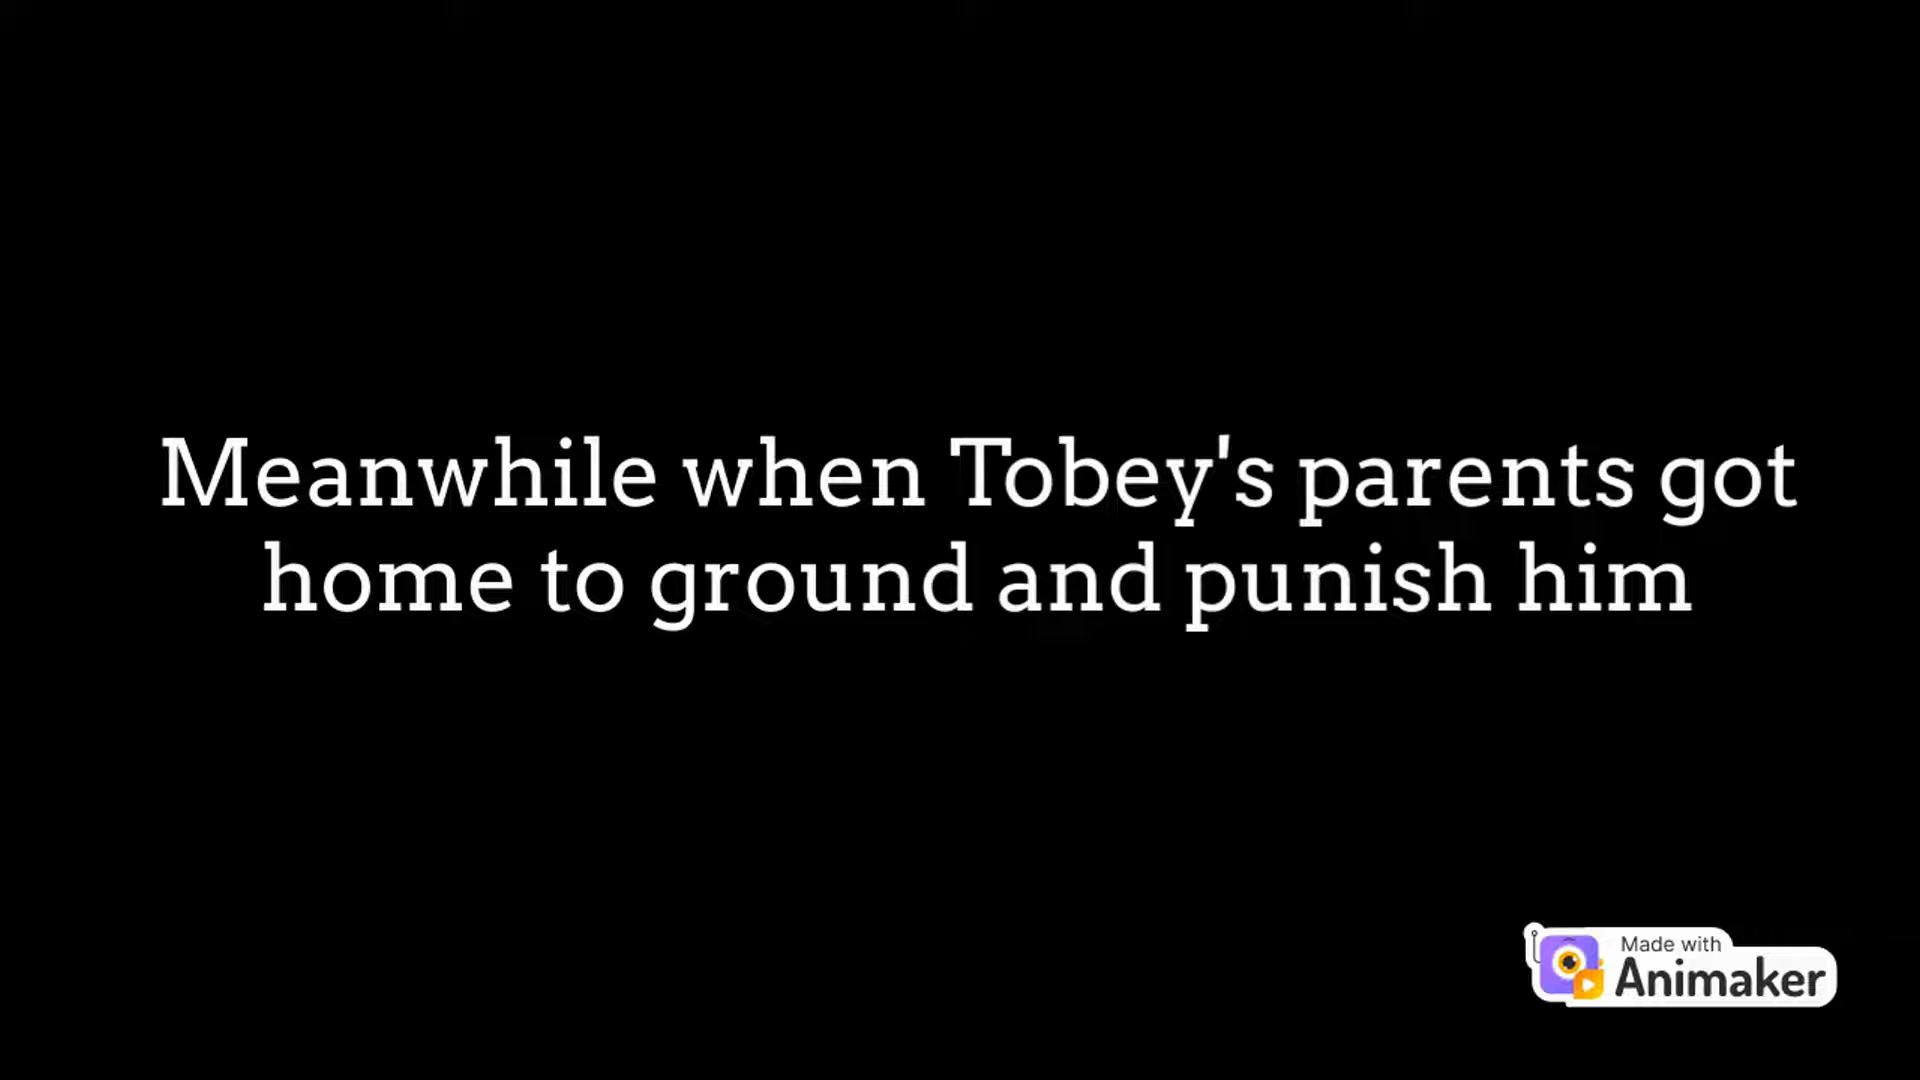 Meanwhile when Tobey's parents got
home to ground and punish him
Made with
Animaker